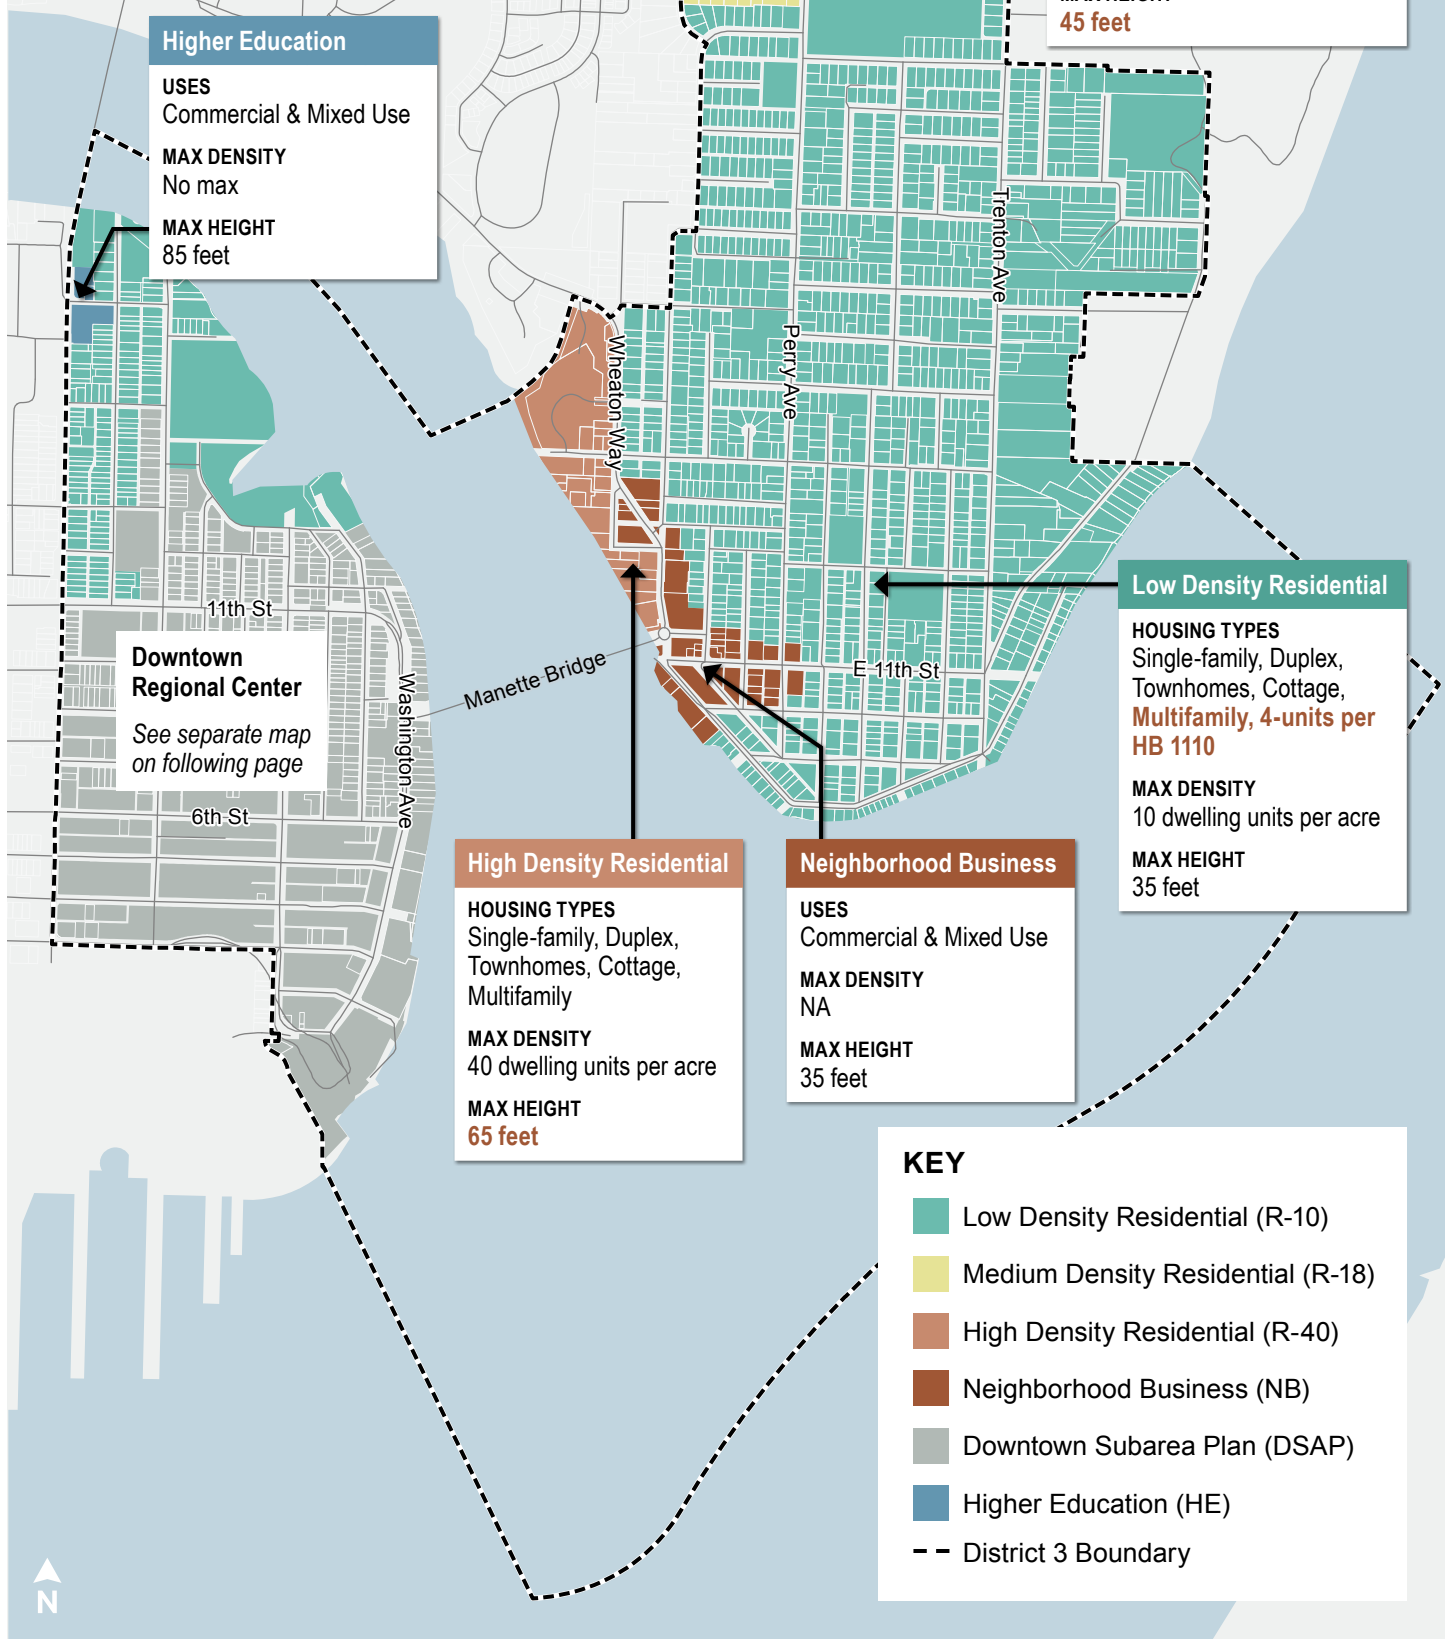 45 feet
Higher Education
USES
Commercial & Mixed Use
MAX DENSITY
No max
MAX HEIGHT
85 feet
Trenton Ave
Perry Ave
Wheaton Way
11th St
Downtown
Regional Center
See separate map
on following page
Washington Ave
6th St
Manette Bridge
E 11th St
Low Density Residential
HOUSING TYPES
Single-family, Duplex,
Townhomes, Cottage,
Multifamily, 4-units per
HB 1110
MAX DENSITY
10 dwelling units per acre
MAX HEIGHT
35 feet
High Density Residential
HOUSING TYPES
Single-family, Duplex,
Townhomes, Cottage,
Multifamily
MAX DENSITY
40 dwelling units per acre
MAX HEIGHT
65 feet
Neighborhood Business
USES
Commercial & Mixed Use
MAX DENSITY
NA
MAX HEIGHT
35 feet
KEY
Low Density Residential (R-10)
Medium Density Residential (R-18)
High Density Residential (R-40)
Neighborhood Business (NB)
Downtown Subarea Plan (DSAP)
Higher Education (HE)
District 3 Boundary
N